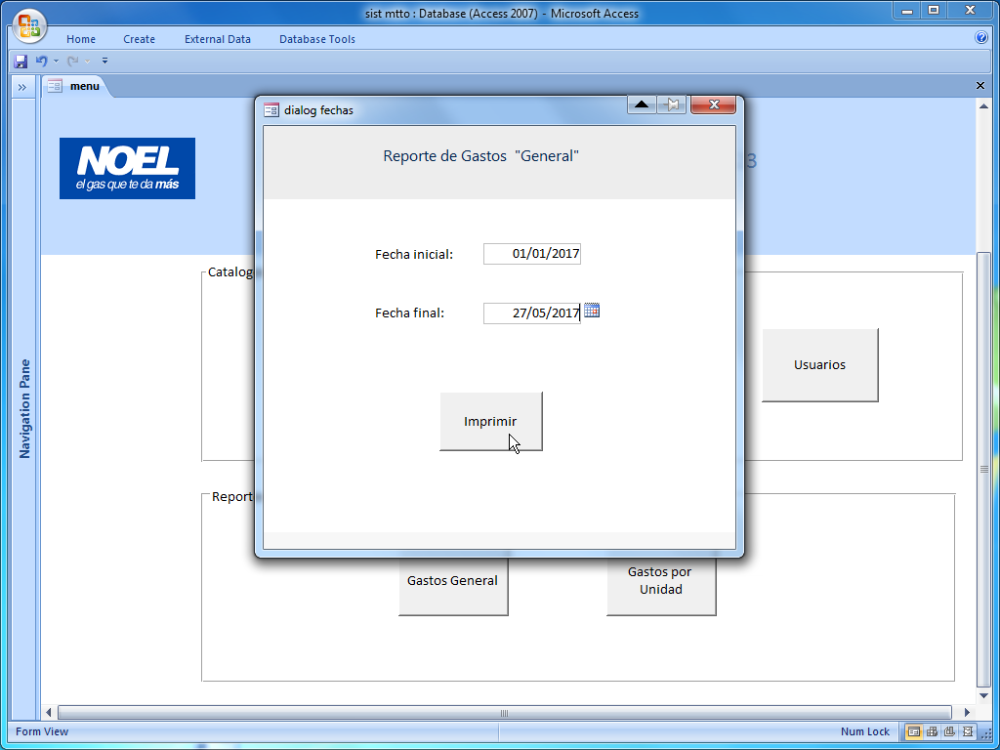 sist mtto : Database (Access 2007) - Microsoft Access
Home Create External Data Database Tools
menu
dialog fechas
NOEL
el gas que te da más
3
Reporte de Gastos "General"
Fecha inicial: 01/01/2017
Fecha final: 27/05/2017
Imprimir
Catalog
Usuarios
Navigation Pane
Report
Gastos General
Gastos por
Unidad
Form View Num Lock